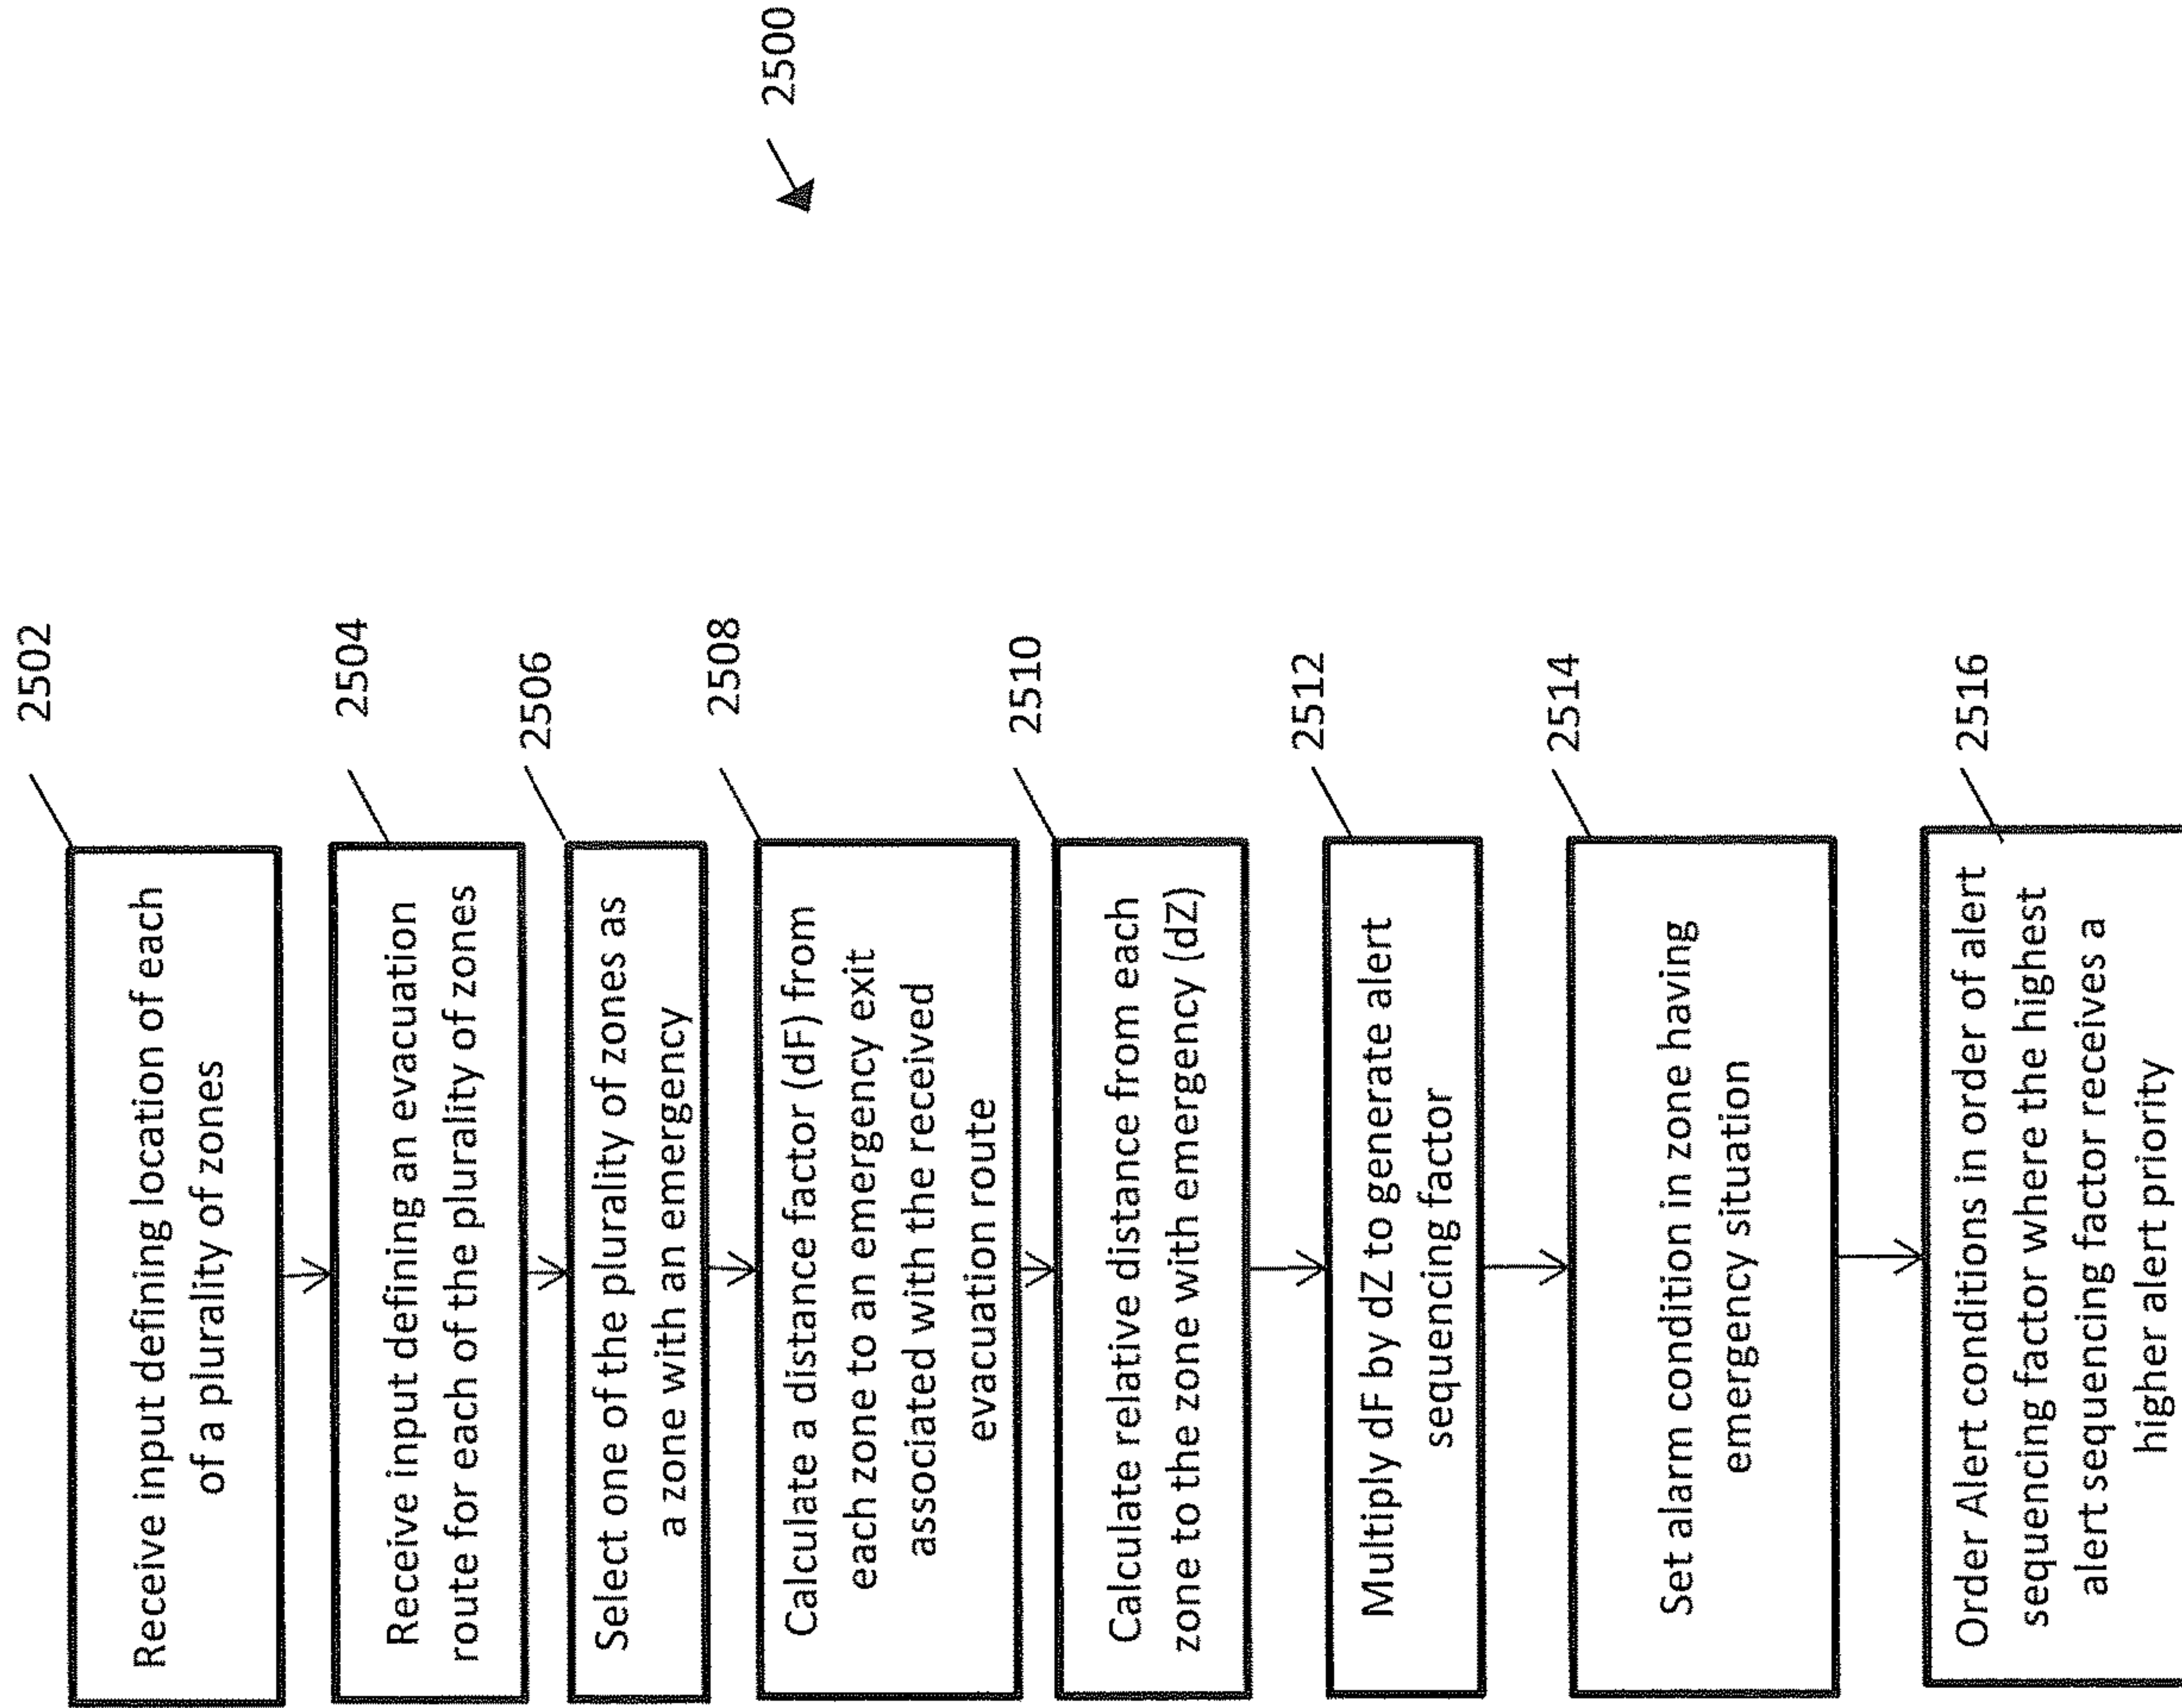 2500
2502
Receive input defining location of each
of a plurality of zones
2504
Receive input defining an evacuation
route for each of the plurality of zones
2506
Select one of the plurality of zones as
a zone with an emergency
2508
Calculate a distance factor (dF) from
each zone to an emergency exit
associated with the received
evacuation route
2510
Calculate relative distance from each
zone to the zone with emergency (dZ)
2512
Multiply dF by dZ to generate alert
sequencing factor
2514
Set alarm condition in zone having
emergency situation
2516
Order Alert conditions in order of alert
sequencing factor where the highest
alert sequencing factor receives a
higher alert priority